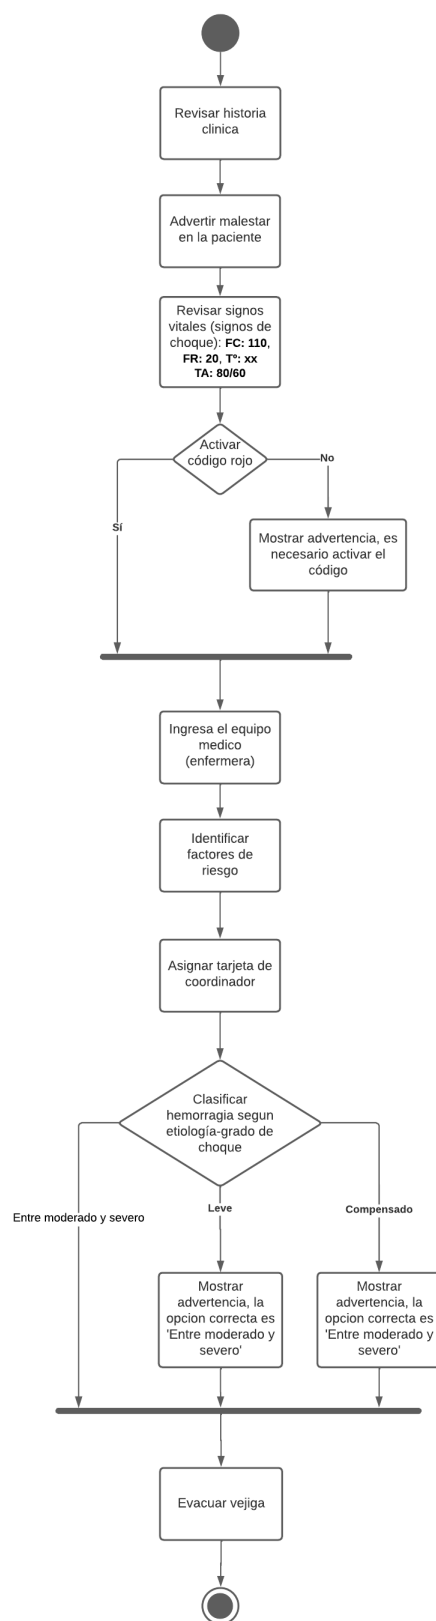 Revisar historia
clinica
Advertir malestar
en la paciente
Revisar signos
vitales (signos de
choque): FC: 110,
FR: 20, Tº: xx
TA: 80/60
Activar
código rojo
No
Sí
Mostrar advertencia, es
necesario activar el
código
Ingresa el equipo
medico
(enfermera)
Identificar
factores de
riesgo
Asignar tarjeta de
coordinador
Clasificar
hemorragia segun
etiología-grado de
choque
Entre moderado y severo
Leve
Compensado
Mostrar
advertencia, la
opcion correcta es
'Entre moderado y
severo'
Mostrar
advertencia, la
opcion correcta es
'Entre moderado y
severo'
Evacuar vejiga